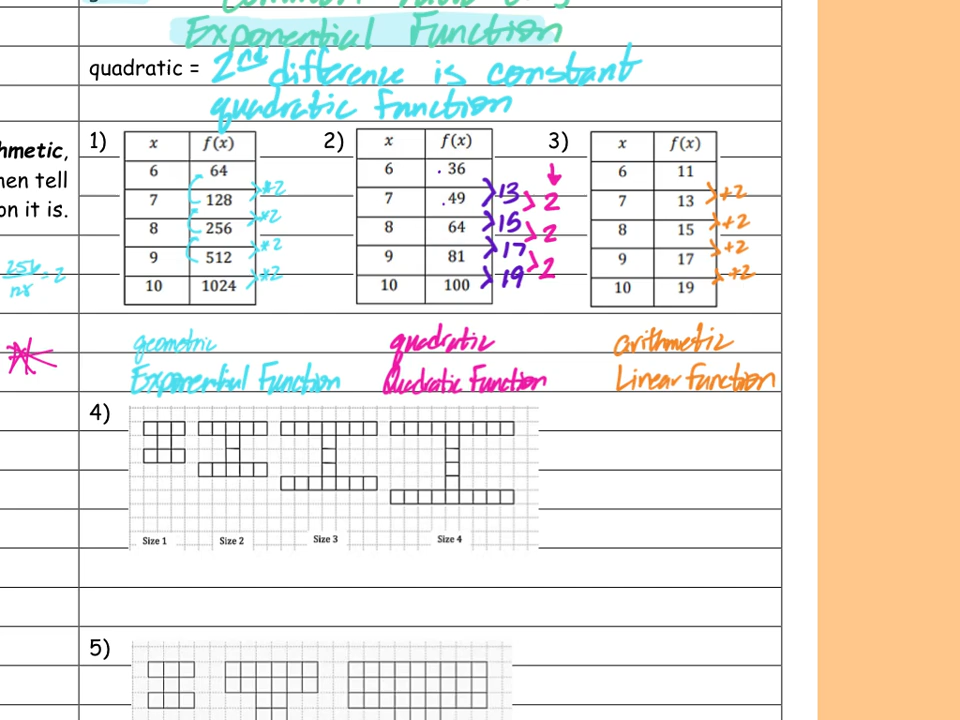 Exponential Function
quadratic = 2nd difference is constant
quadratic function
hmetic,
hen tell
on it is.
1)
x f(x)
6 64
7 128
8 256
9 512
10 1024
*2
*2
*2
*2
2)
x f(x)
6 36
7 49
8 64
9 81
10 100
13
15
17
19
2
2
2
3)
x f(x)
6 11
7 13
8 15
9 17
10 19
+2
+2
+2
+2
geometric
Exponential Function
quadratic
Quadratic Function
arithmetic
Linear function
4)
Size 1 Size 2 Size 3 Size 4
5)